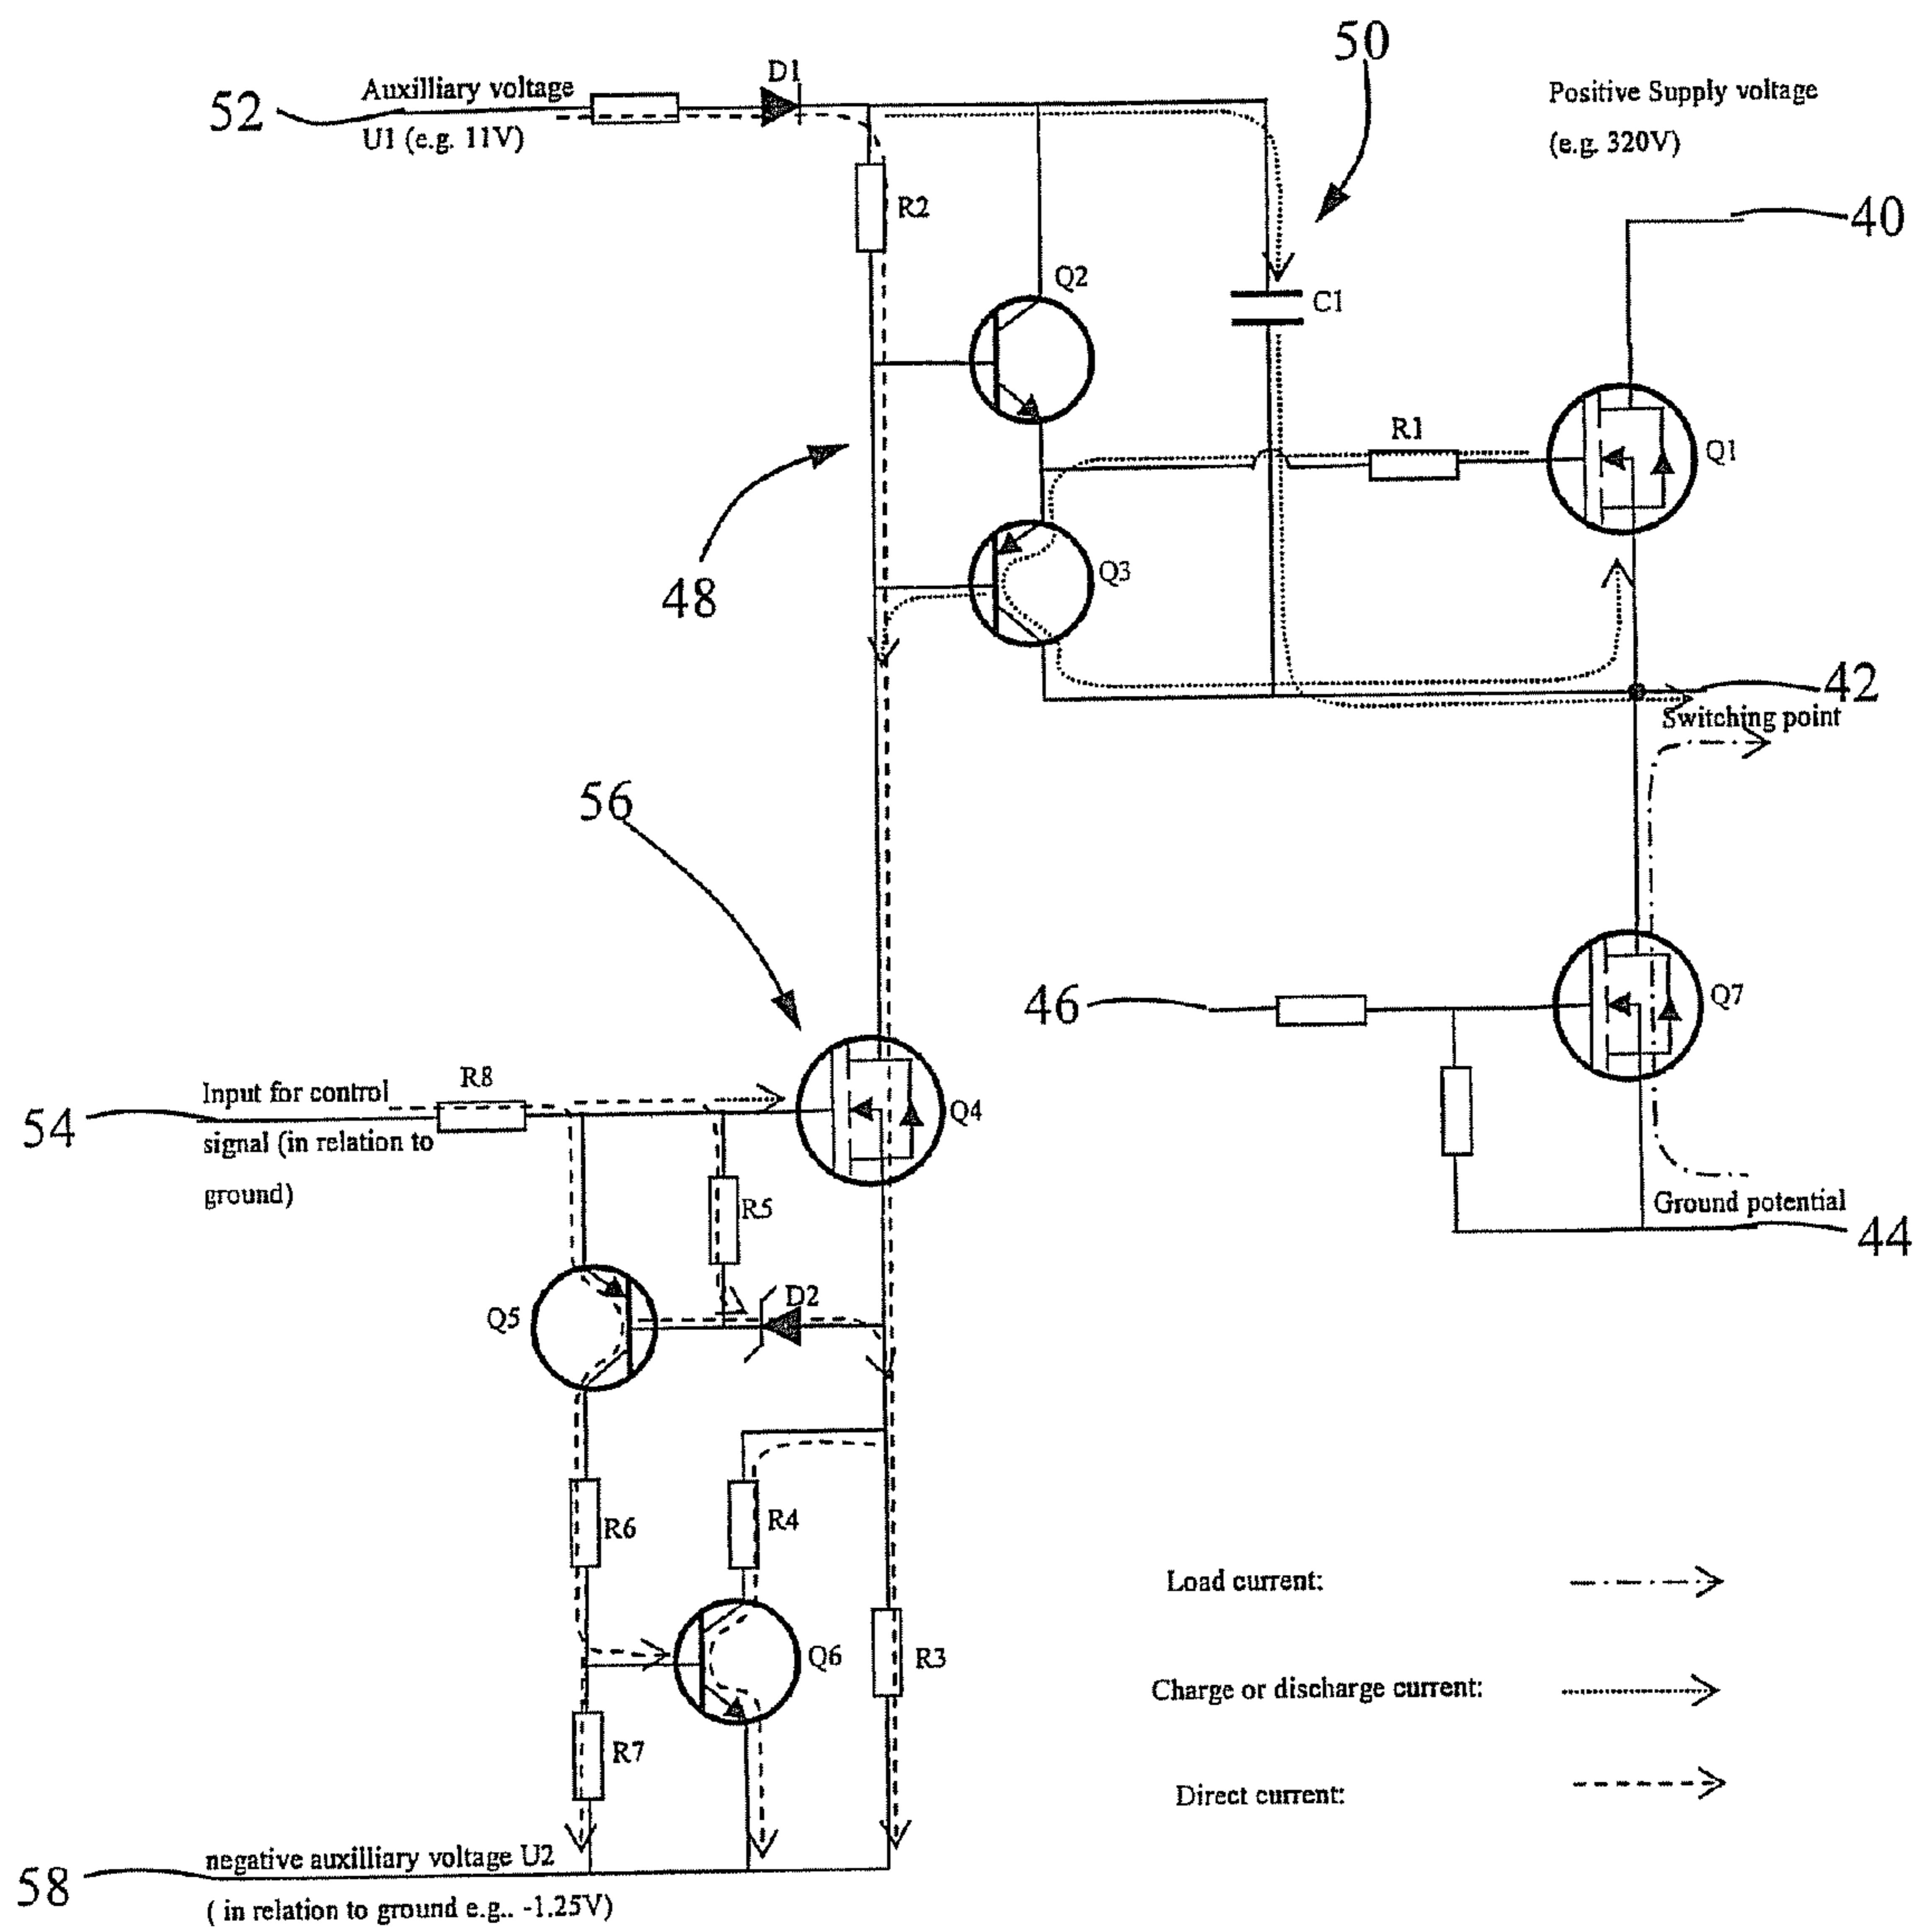 50
D1
Auxilliary voltage
52
U1 (e.g. 11V)
Positive Supply voltage
(e.g. 320V)
R2
40
Q2
C1
R1
Q1
48
Q3
42
Switching point
56
46
Q7
R8
Input for control
54
signal (in relation to
ground)
Q4
R5
Ground potential
44
D2
Q5
R6
R4
Load current:
Q6
R3
Charge or discharge current:
R7
Direct current:
negative auxilliary voltage U2
58
( in relation to ground e.g.. -1.25V)